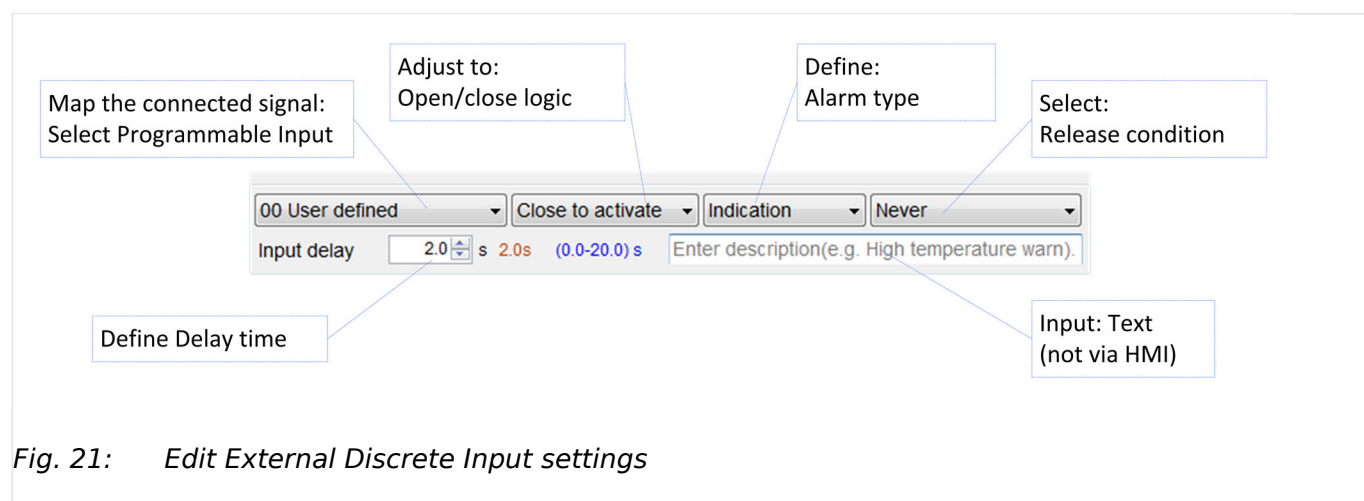 Adjust to:
Open/close logic
Define:
Alarm type
Map the connected signal:
Select Programmable Input
Select:
Release condition
00 User defined Close to activate Indication Never
Input delay 2.0 s 2.0s (0.0-20.0) s Enter description(e.g. High temperature warn).
Define Delay time
Input: Text
(not via HMI)
Fig. 21: Edit External Discrete Input settings